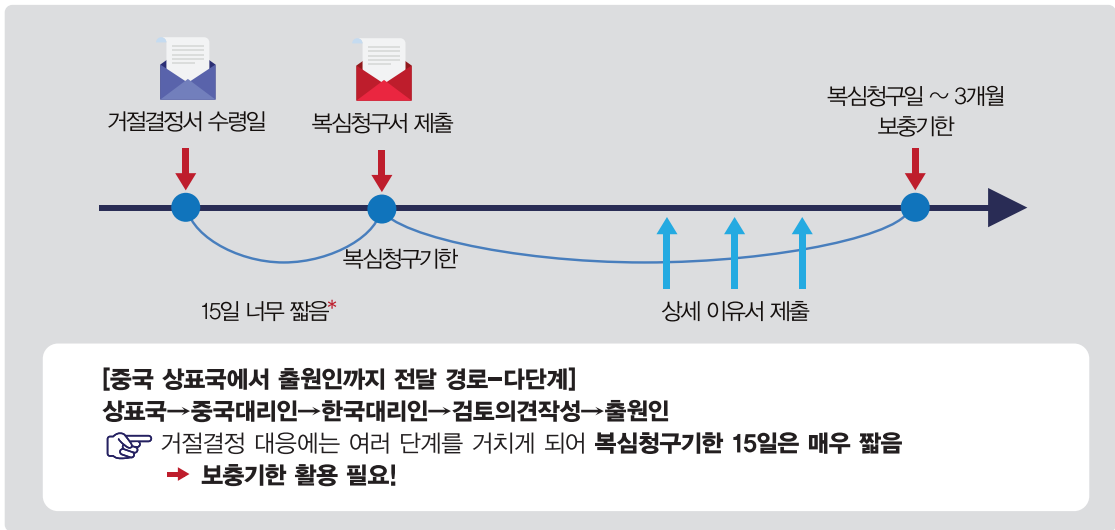 거절결정서 수령일
복심청구서 제출
복심청구일 ~ 3개월
보충기한
복심청구기한
15일 너무 짧음*
상세 이유서 제출
[중국 상표국에서 출원인까지 전달 경로-다단계]
상표국→중국대리인→한국대리인→검토의견작성→출원인
☞ 거절결정 대응에는 여러 단계를 거치게 되어 복심청구기한 15일은 매우 짧음
➜ 보충기한 활용 필요!